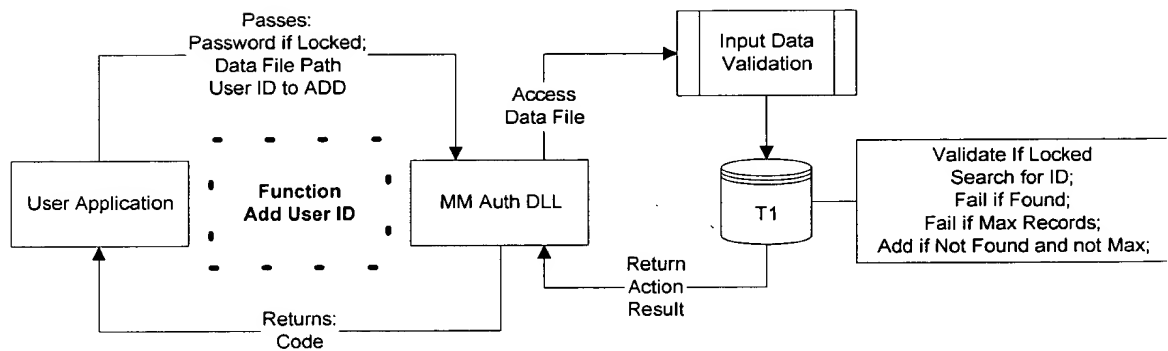 Passes:
Password if Locked;
Data File Path
User ID to ADD
Input Data
Validation
Access
Data File
User Application
Function
Add User ID
MM Auth DLL
T1
Validate If Locked
Search for ID;
Fail if Found;
Fail if Max Records;
Add if Not Found and not Max;
Return
Action
Result
Returns:
Code